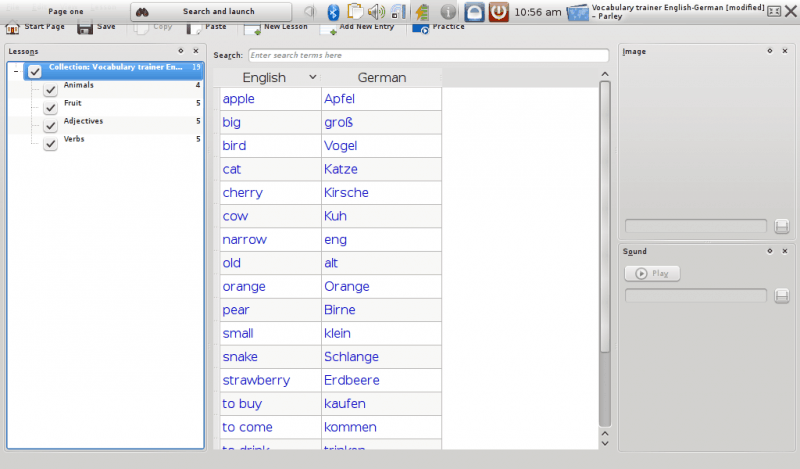 Page one
Search and launch
10:56 am
Vocabulary trainer English-German [modified]
– Parley
Start Page
Save
Copy
Paste
New Lesson
Add New Entry
Practice
Lessons
Collection: Vocabulary trainer En... 19
Animals 4
Fruit 5
Adjectives 5
Verbs 5
Search: Enter search terms here
English German
apple Apfel
big groß
bird Vogel
cat Katze
cherry Kirsche
cow Kuh
narrow eng
old alt
orange Orange
pear Birne
small klein
snake Schlange
strawberry Erdbeere
to buy kaufen
to come kommen
to drink trinken
Image
Sound
Play